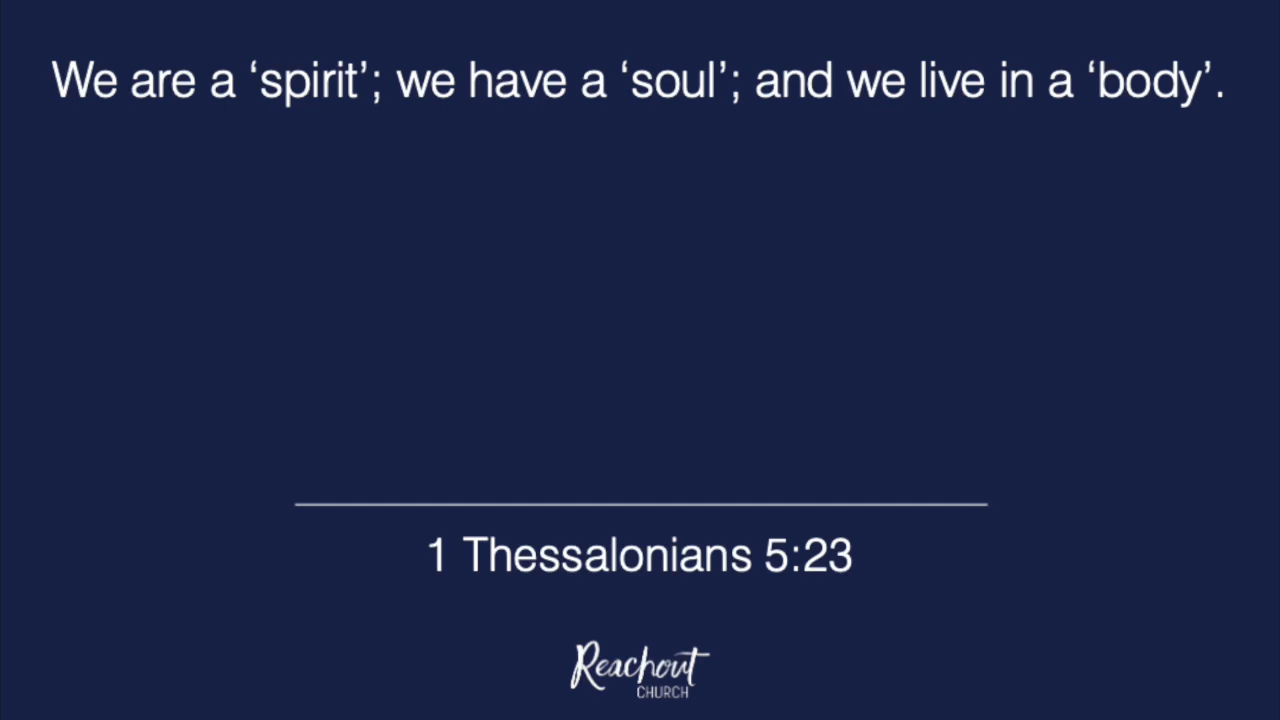 We are a ‘spirit’; we have a ‘soul’; and we live in a ‘body’.
1 Thessalonians 5:23
Reachout
CHURCH